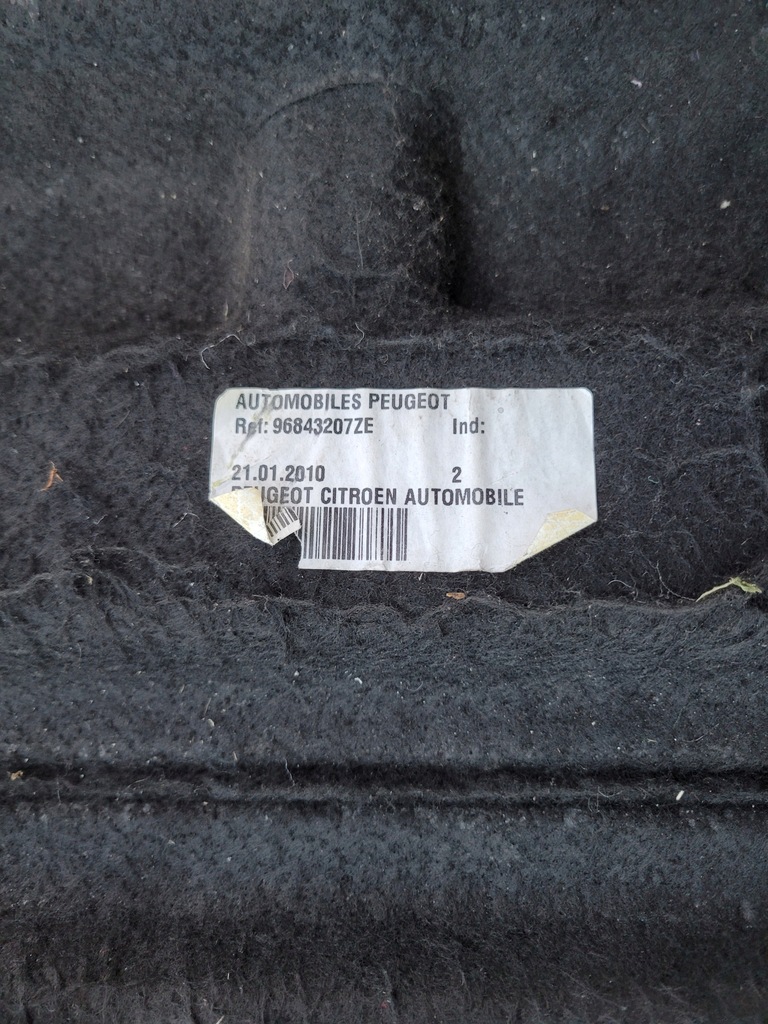 AUTOMOBILES PEUGEOT
Ref: 96843207ZE Ind:
21.01.2010 2
PEUGEOT CITROEN AUTOMOBILE